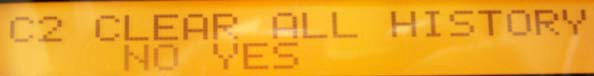 C2 CLEAR ALL HISTORY
NO YES